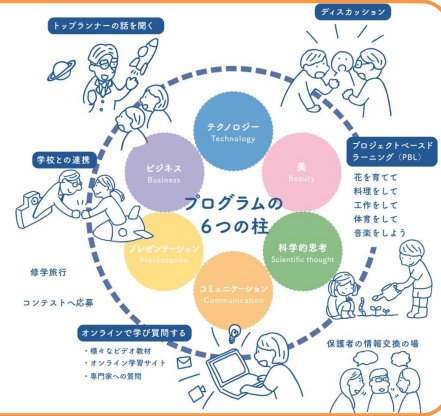 トップランナーの話を聞く
ディスカッション
テクノロジー
Technology
学校との連携
ビジネス
Business
美
Beauty
プロジェクトベースド
ラーニング（PBL）
花を育てて
料理をして
工作をして
体育をして
音楽をしよう
プログラムの
6つの柱
プレゼンテーション
Presentation
科学的思考
Scientific thought
コミュニケーション
Communication
修学旅行
コンテストへ応募
オンラインで学び質問する
・様々なビデオ教材
・オンライン学習サイト
・専門家への質問
保護者の情報交換の場